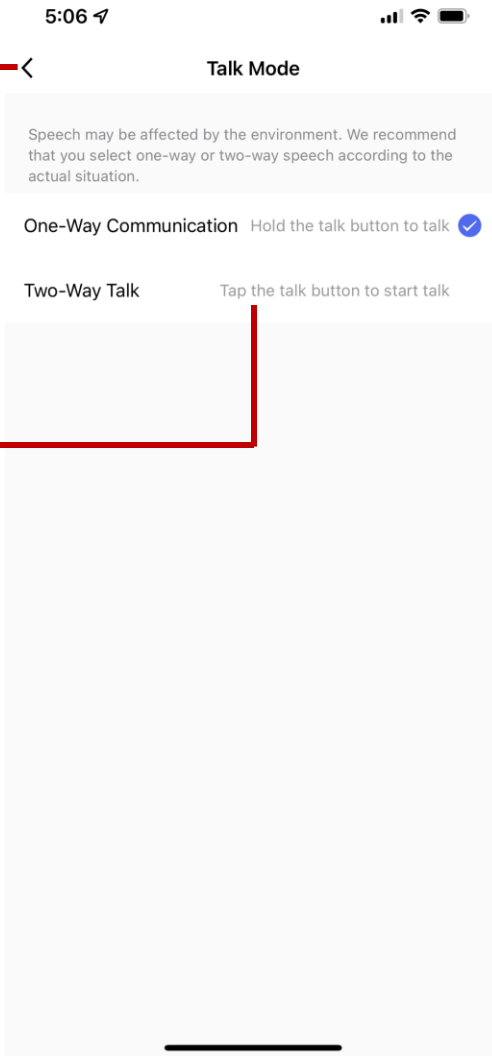 5:06
Talk Mode
Speech may be affected by the environment. We recommend
that you select one-way or two-way speech according to the
actual situation.
One-Way Communication Hold the talk button to talk
Two-Way Talk Tap the talk button to start talk